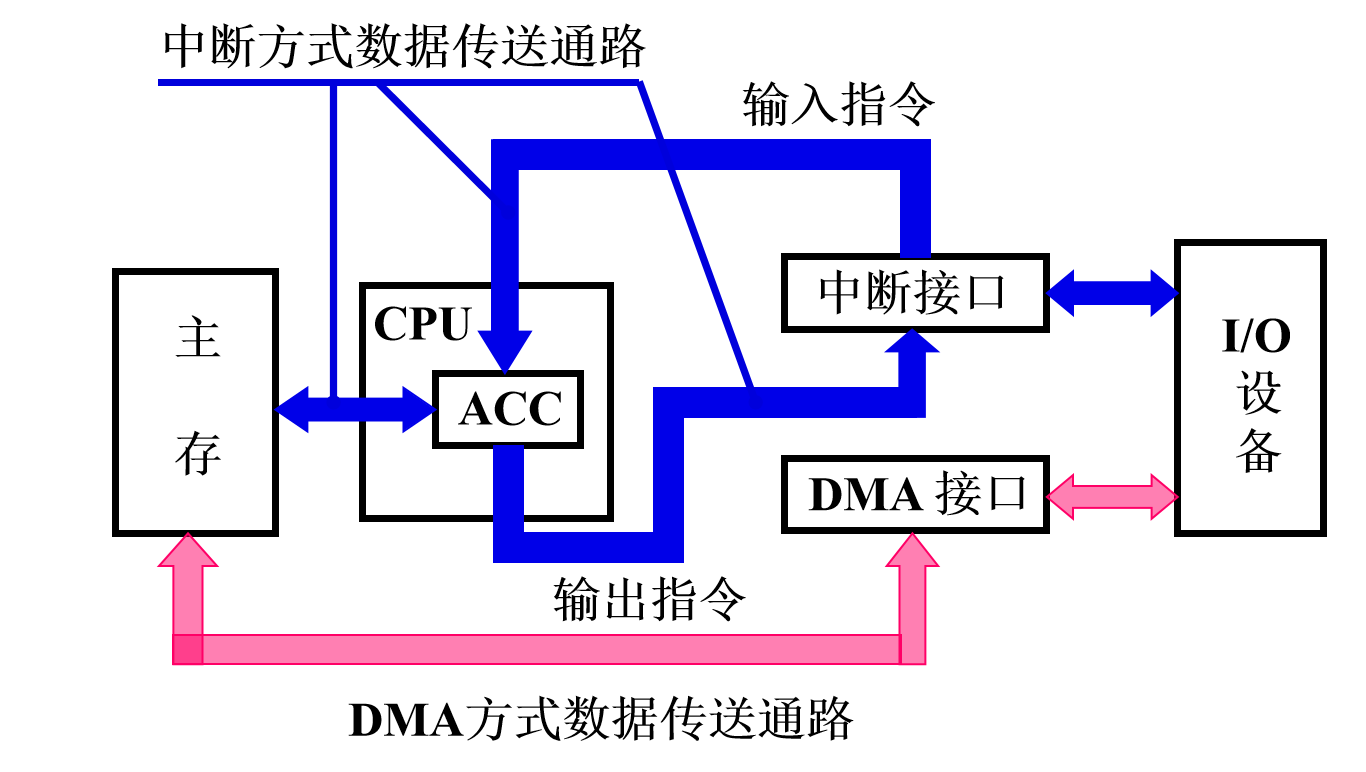 中断方式数据传送通路
输入指令
中断接口
CPU
ACC
主
存
I/O
设
备
DMA 接口
输出指令
DMA方式数据传送通路